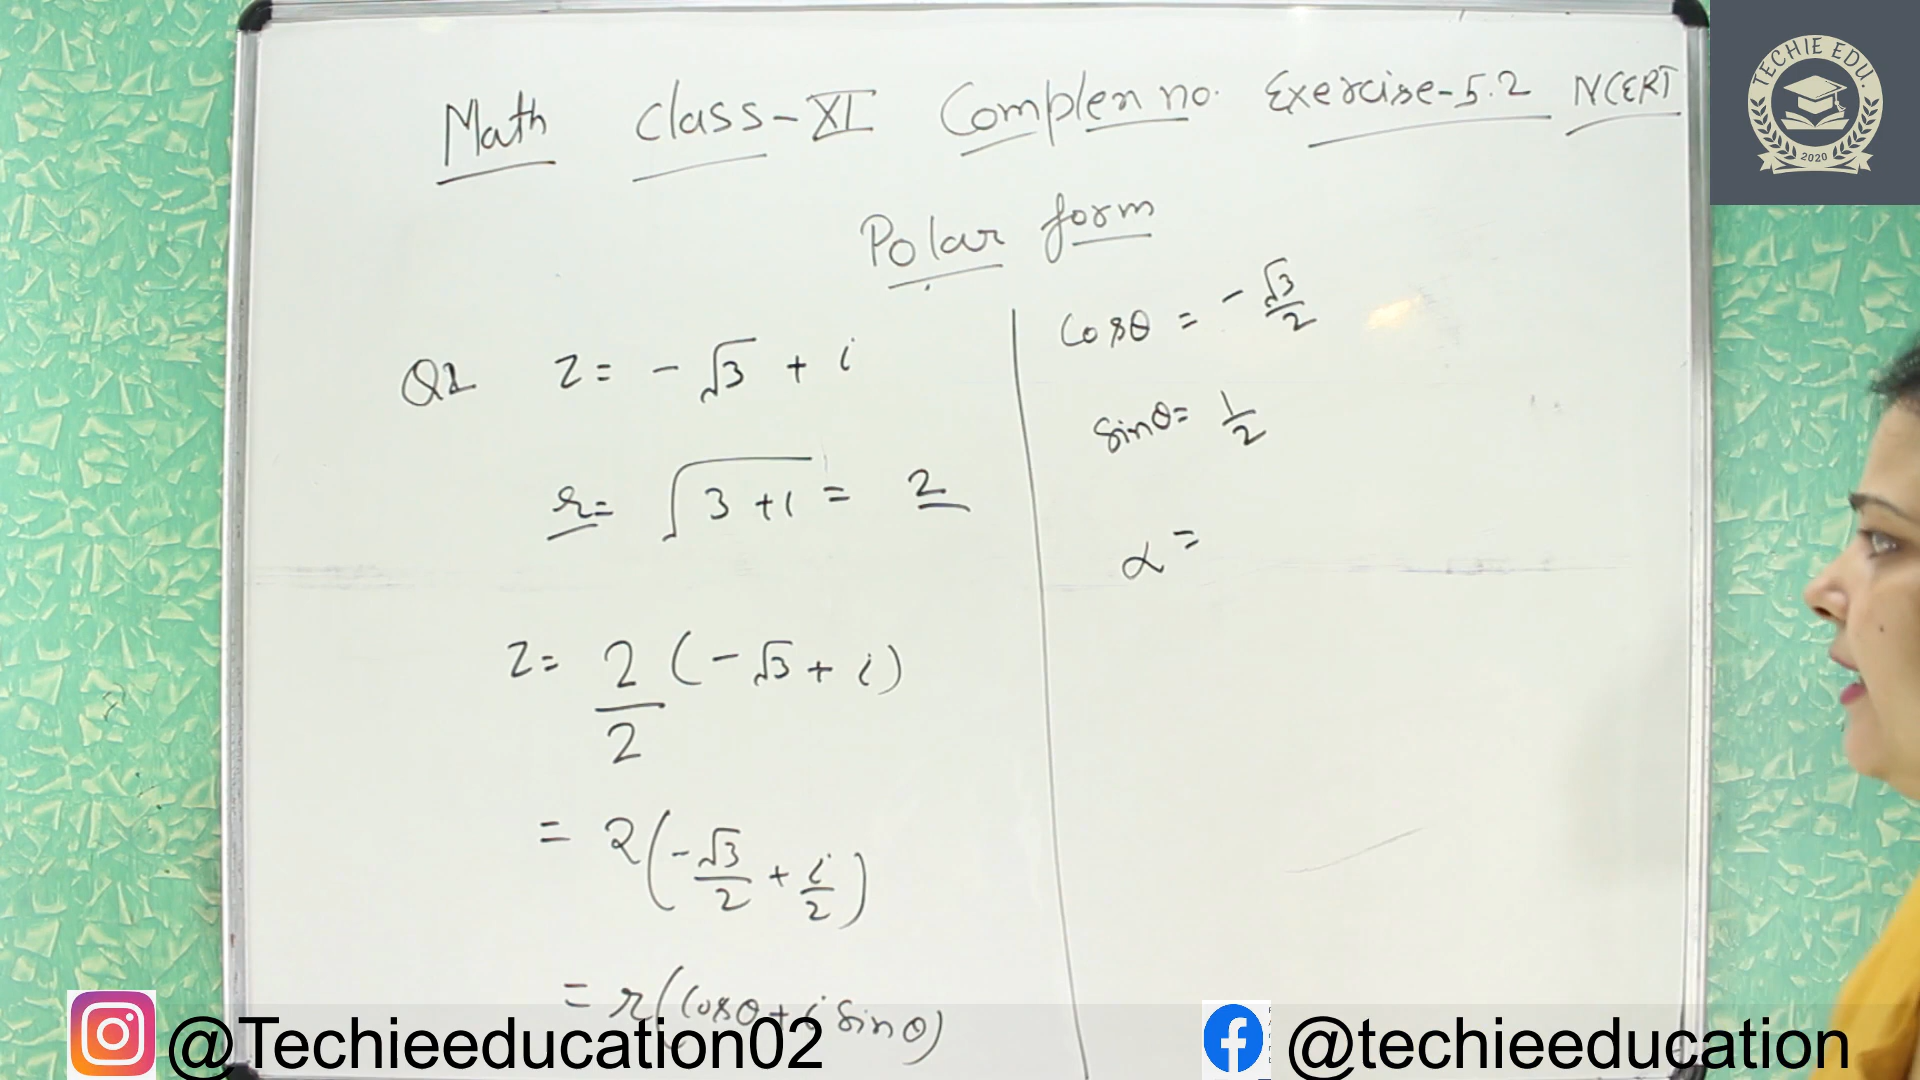 TECHIE EDU.
2020
Math class-XI Complex no. Exercise-5.2 NCERT
Polar form
Q1 Z = -√3 + i
r = √3+1 = 2
Z = 2/2 (-√3 + i)
= 2(-√3/2 + i/2)
= r(cosθ + i sinθ)
cosθ = -√3/2
sinθ = 1/2
α =
@Techieeducation02
@techieeducation